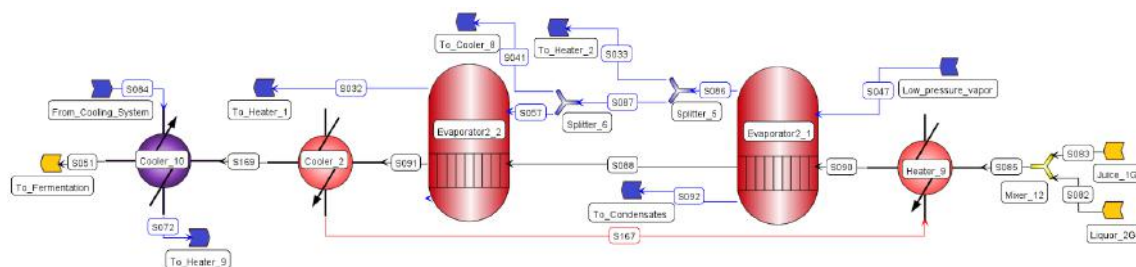 To_Cooler_8
S041
To_Heater_2
S033
S084
From_Cooling_System
To_Heater_1
S032
S057
S087
Splitter_6
S086
Splitter_5
S047
Low_pressure_vapor
Evaporator2_2
Evaporator2_1
S051
To_Fermentation
Cooler_10
S169
Cooler_2
S091
S088
S090
Heater_9
S085
Mixer_12
S083
Juice_1G
S082
Liquor_2G
S092
To_Condensates
S072
To_Heater_9
S167